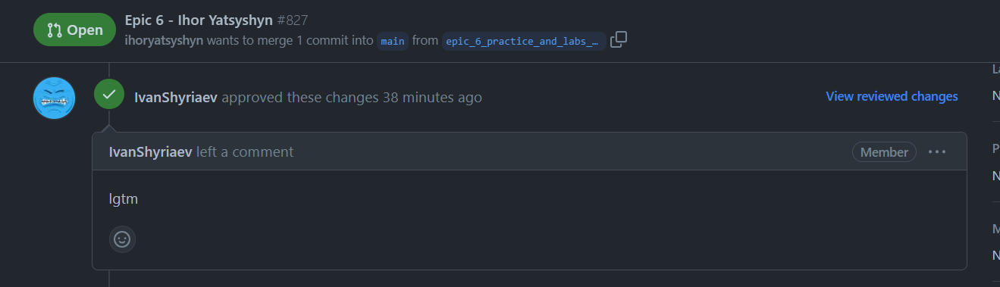 Open
Epic 6 - Ihor Yatsyshyn #827
ihoryatsyshyn wants to merge 1 commit into main from epic_6_practice_and_labs_…
IvanShyriaev approved these changes 38 minutes ago
View reviewed changes
IvanShyriaev left a comment
Member
lgtm